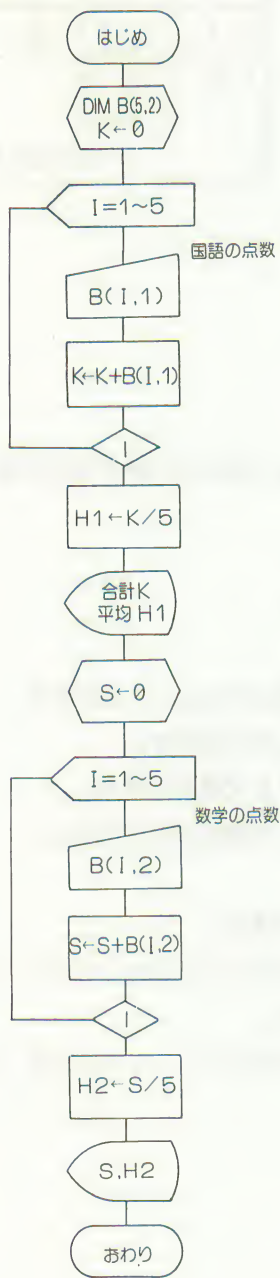 はじめ
DIM B(5,2)
K←0
I=1~5
国語の点数
B(I,1)
K←K+B(I,1)
I
H1←K/5
合計K
平均 H1
S←0
I=1~5
数学の点数
B(I,2)
S←S+B(I,2)
I
H2←S/5
S,H2
おわり